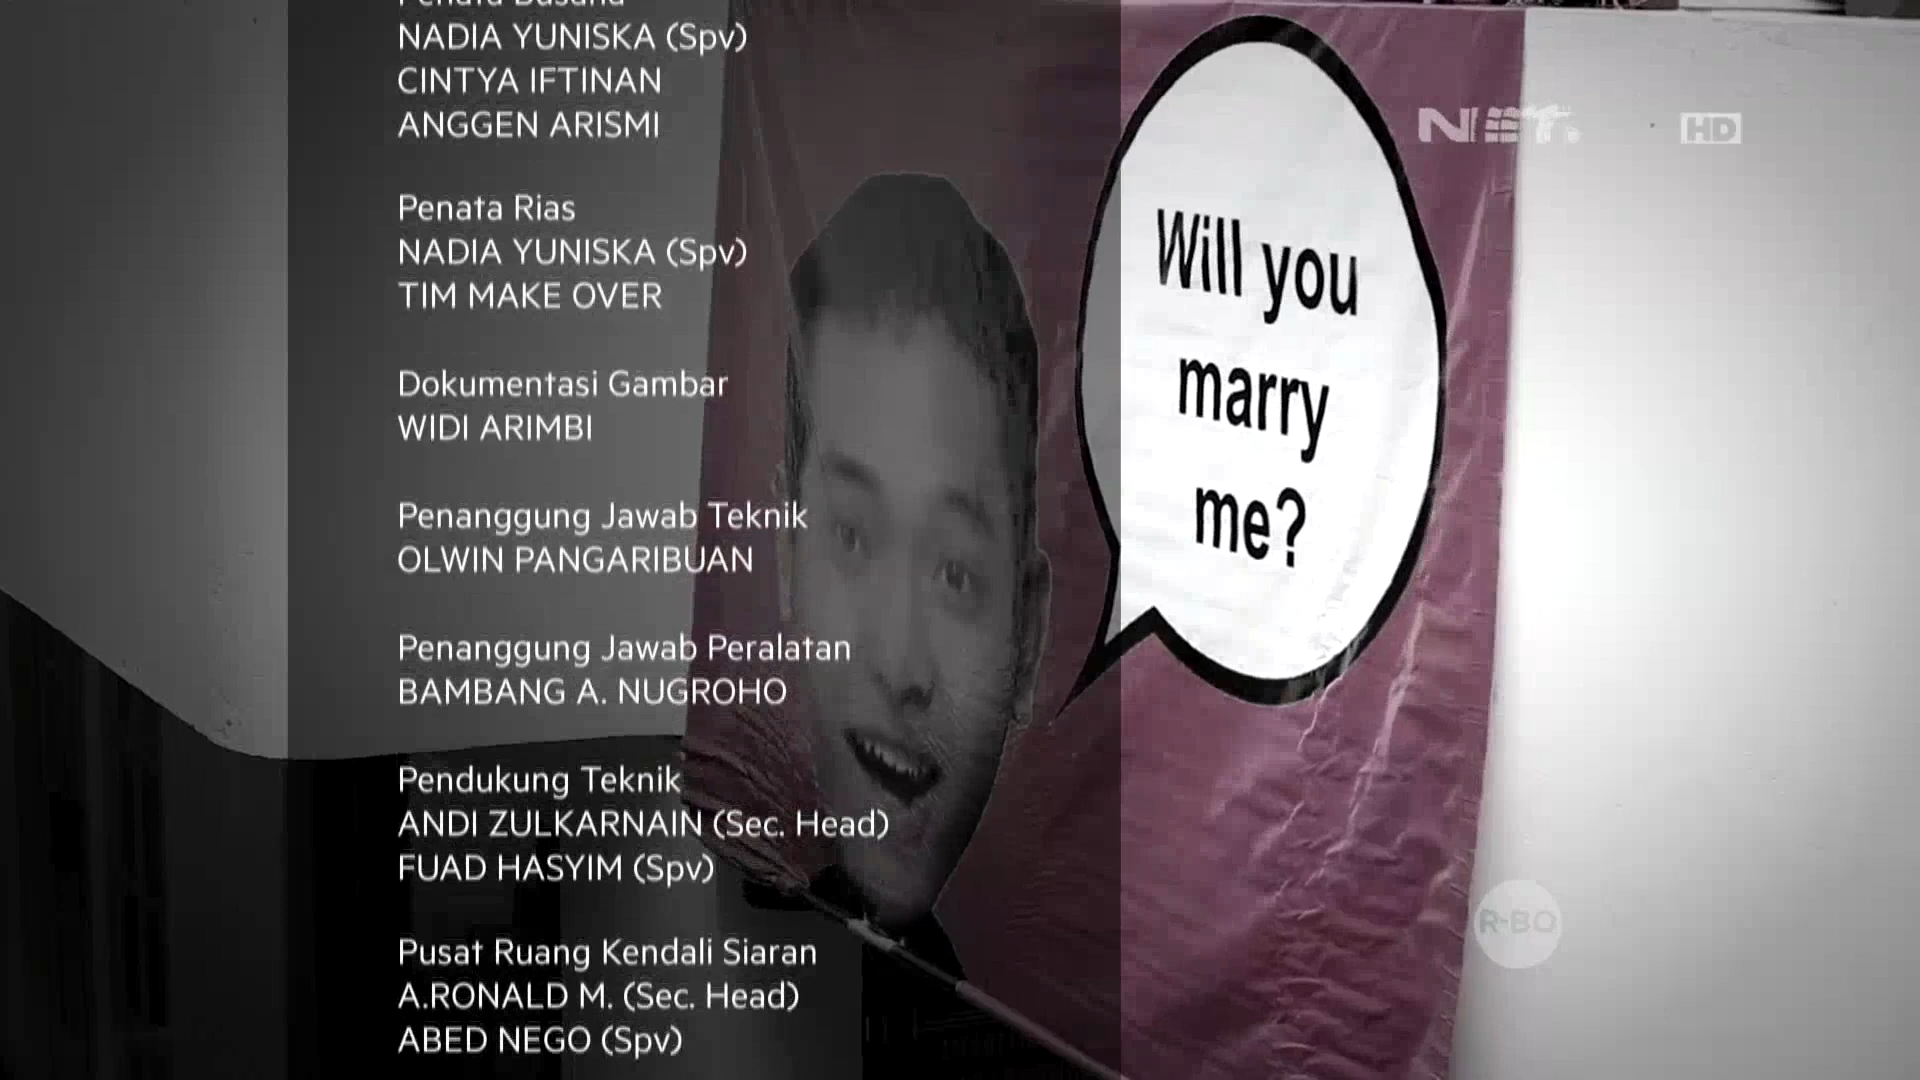 Penata Busana
NADIA YUNISKA (Spv)
CINTYA IFTINAN
ANGGEN ARISMI
Penata Rias
NADIA YUNISKA (Spv)
TIM MAKE OVER
Dokumentasi Gambar
WIDI ARIMBI
Penanggung Jawab Teknik
OLWIN PANGARIBUAN
Penanggung Jawab Peralatan
BAMBANG A. NUGROHO
Pendukung Teknik
ANDI ZULKARNAIN (Sec. Head)
FUAD HASYIM (Spv)
Pusat Ruang Kendali Siaran
A.RONALD M. (Sec. Head)
ABED NEGO (Spv)
Will you
marry
me?
NET.
HD
R-BO